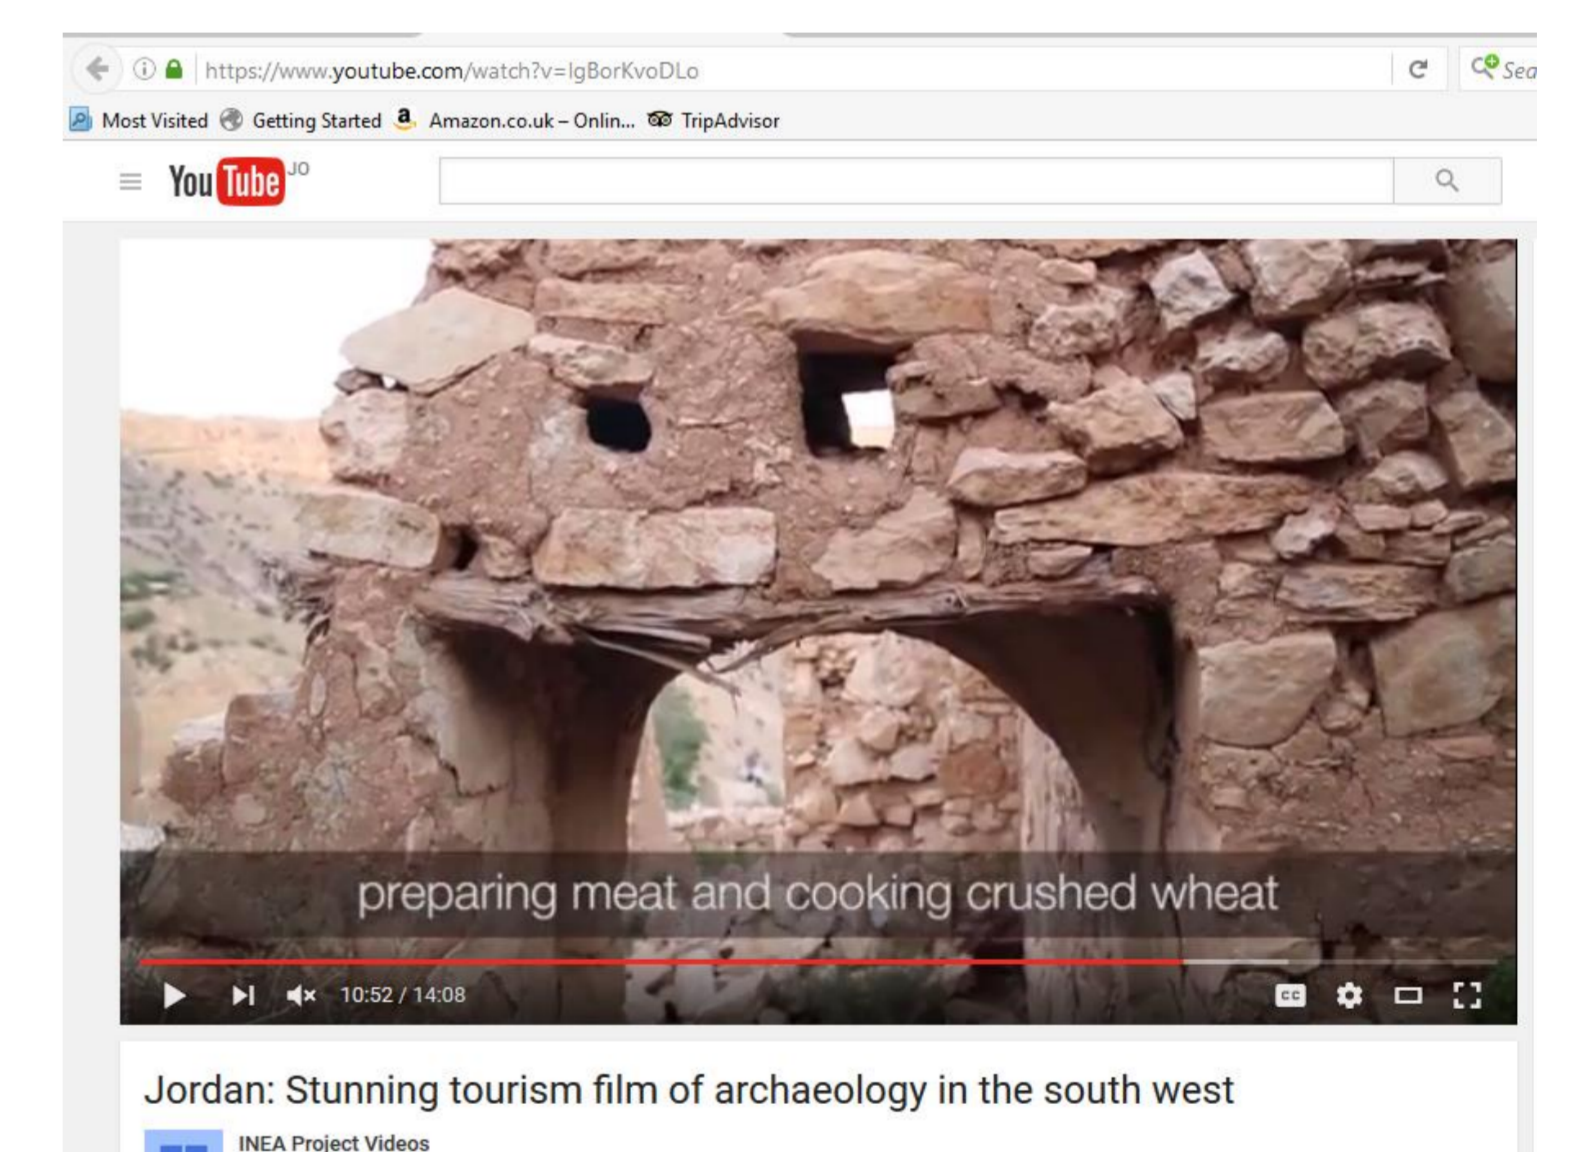 https://www.youtube.com/watch?v=IgBorKvoDLo
Most Visited Getting Started Amazon.co.uk – Onlin... TripAdvisor
YouTube JO
preparing meat and cooking crushed wheat
10:52 / 14:08
CC
Jordan: Stunning tourism film of archaeology in the south west
INEA Project Videos